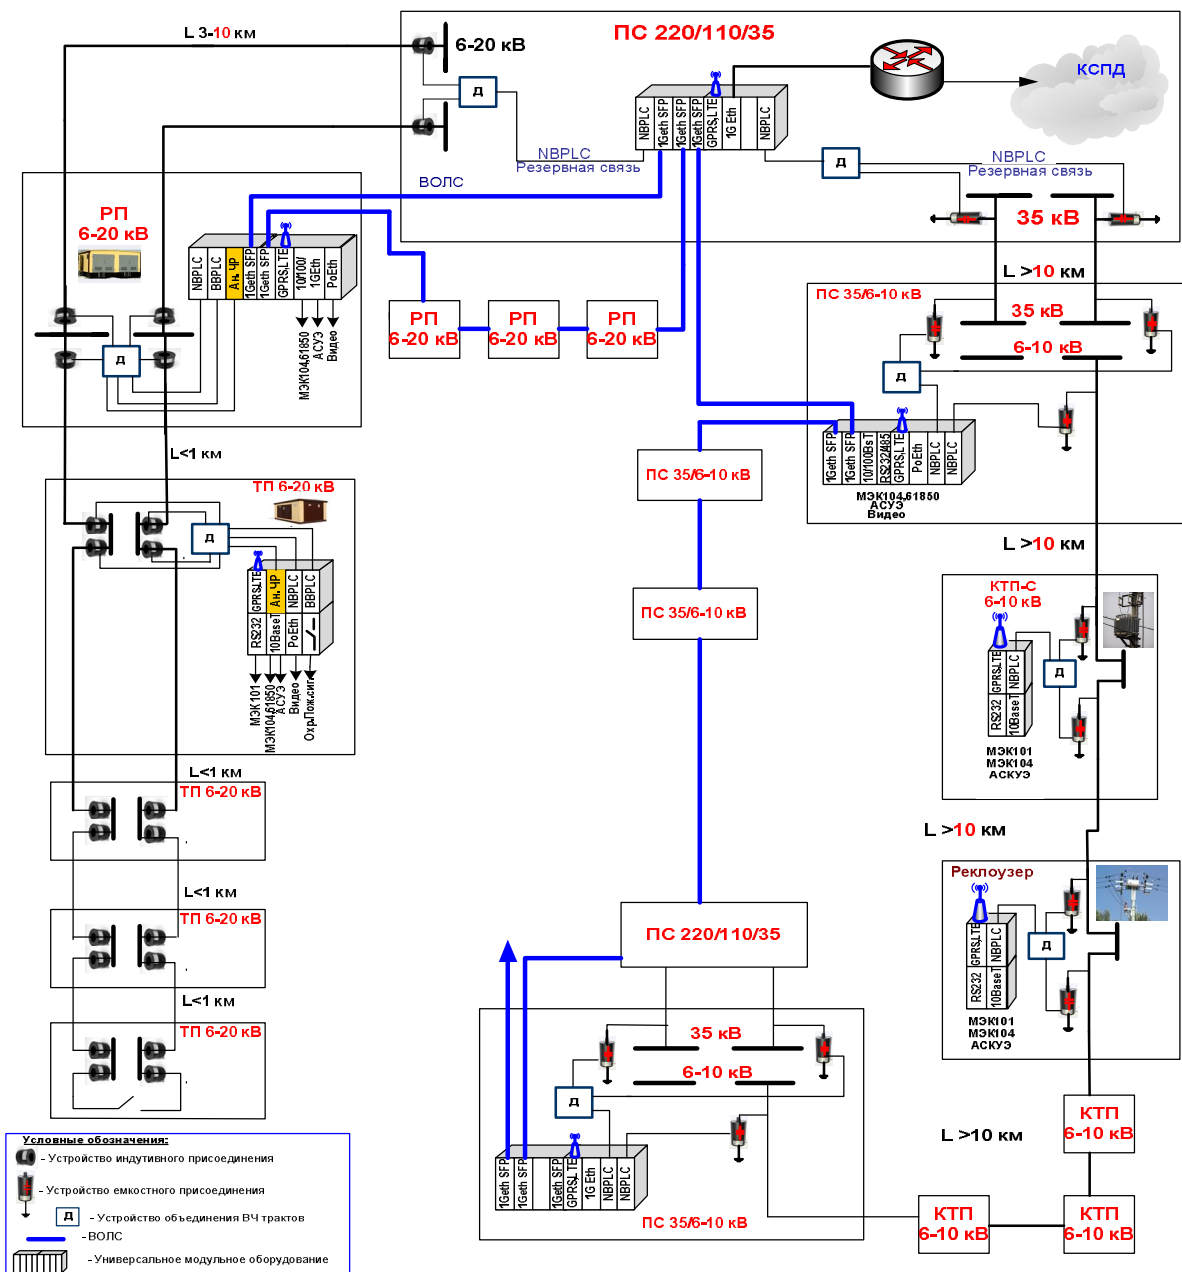 L 3-10 км
6-20 кВ
ПС 220/110/35
КСПД
Д
NBPLC
1Geth SFP
1Geth SFP
1Geth SFP
GPRS,LTE
1G Eth
NBPLC
NBPLC
Резервная связь
Д
NBPLC
Резервная связь
ВОЛС
35 кВ
L >10 км
РП
6-20 кВ
NBPLC
BBPLC
Ан. ЧР
1Geth SFP
1Geth SFP
GPRS,LTE
10/100/
1GEth
PoEth
МЭК104,61850
АСУЭ
Видео
Д
РП
6-20 кВ
РП
6-20 кВ
РП
6-20 кВ
ПС 35/6-10 кВ
35 кВ
6-10 кВ
Д
1Geth SFP
1Geth SFP
10/100BsT
RS232/485
GPRS,LTE
PoEth
NBPLC
NBPLC
МЭК104,61850
АСУЭ
Видео
L<1 км
ТП 6-20 кВ
Д
GPRS,LTE
Ан. ЧР
NBPLC
BBPLC
RS232
10BaseT
PoEth
МЭК101
МЭК104,61850
АСУЭ
Видео
Охр.Пож.сиг.
ПС 35/6-10 кВ
ПС 35/6-10 кВ
L >10 км
КТП-С
6-10 кВ
GPRS,LTE
NBPLC
RS232
10BaseT
Д
МЭК101
МЭК104
АСКУЭ
L<1 км
ТП 6-20 кВ
L >10 км
L<1 км
ТП 6-20 кВ
Реклоузер
GPRS,LTE
NBPLC
RS232
10BaseT
Д
МЭК101
МЭК104
АСКУЭ
L<1 км
ТП 6-20 кВ
ПС 220/110/35
35 кВ
6-10 кВ
Д
1Geth SFP
1Geth SFP
1Geth SFP
GPRS,LTE
1G Eth
NBPLC
NBPLC
ПС 35/6-10 кВ
L >10 км
КТП
6-10 кВ
КТП
6-10 кВ
КТП
6-10 кВ
Условные обозначения:
- Устройство индутивного присоединения
- Устройство емкостного присоединения
Д
- Устройство объединения ВЧ трактов
- ВОЛС
- Универсальное модульное оборудование